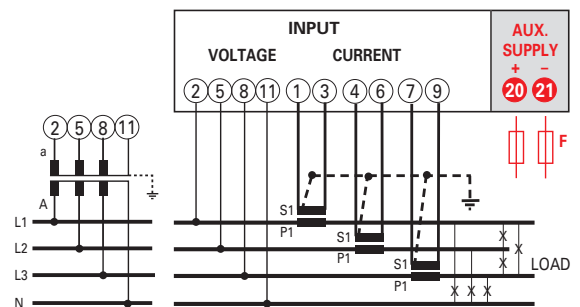 INPUT
VOLTAGE CURRENT
AUX.
SUPPLY
+ –
20 21
2 5 8 11 1 3 4 6 7 9
F
2 5 8 11
a
A
S1
P1
S1
P1
S1
P1
L1
L2
L3
N
X
X X
X X X
LOAD